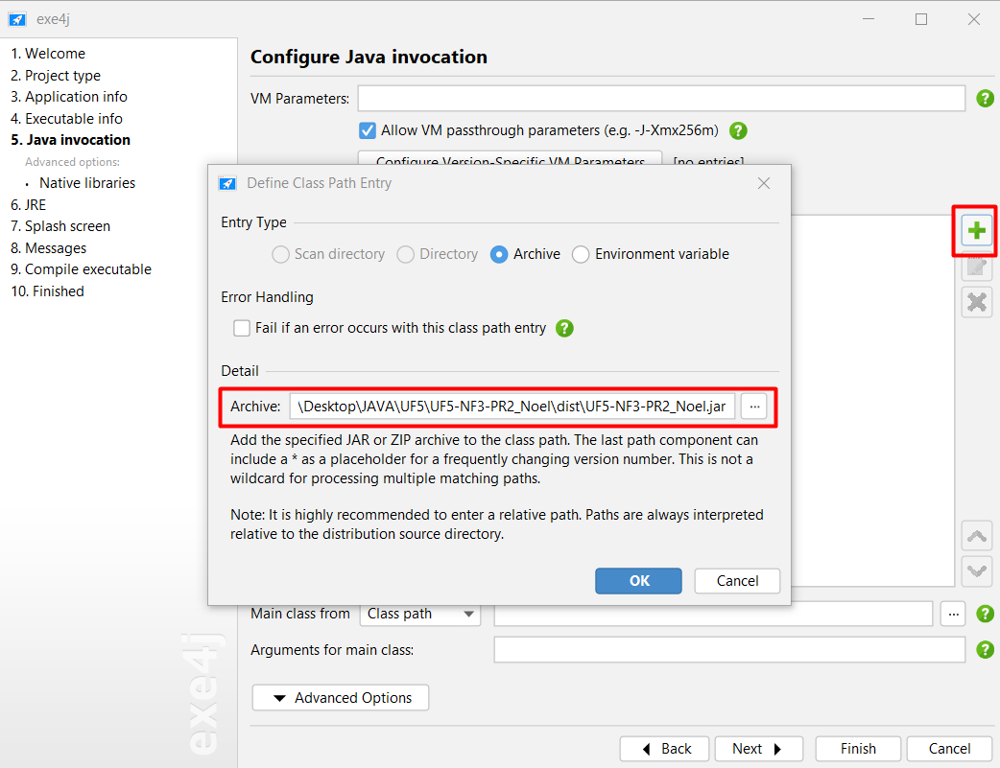 exe4j
1. Welcome
2. Project type
3. Application info
4. Executable info
5. Java invocation
Advanced options:
· Native libraries
6. JRE
7. Splash screen
8. Messages
9. Compile executable
10. Finished
exe4j
Configure Java invocation
VM Parameters:
?
Allow VM passthrough parameters (e.g. -J-Xmx256m) ?
Configure Version-Specific VM Parameters [no entries]
Define Class Path Entry
Entry Type
Scan directory Directory Archive Environment variable
Error Handling
Fail if an error occurs with this class path entry ?
Detail
Archive: \Desktop\JAVA\UF5\UF5-NF3-PR2_Noel\dist\UF5-NF3-PR2_Noel.jar ...
Add the specified JAR or ZIP archive to the class path. The last path component can
include a * as a placeholder for a frequently changing version number. This is not a
wildcard for processing multiple matching paths.
Note: It is highly recommended to enter a relative path. Paths are always interpreted
relative to the distribution source directory.
OK Cancel
Main class from Class path ... ?
Arguments for main class: ?
Advanced Options
Back Next Finish Cancel